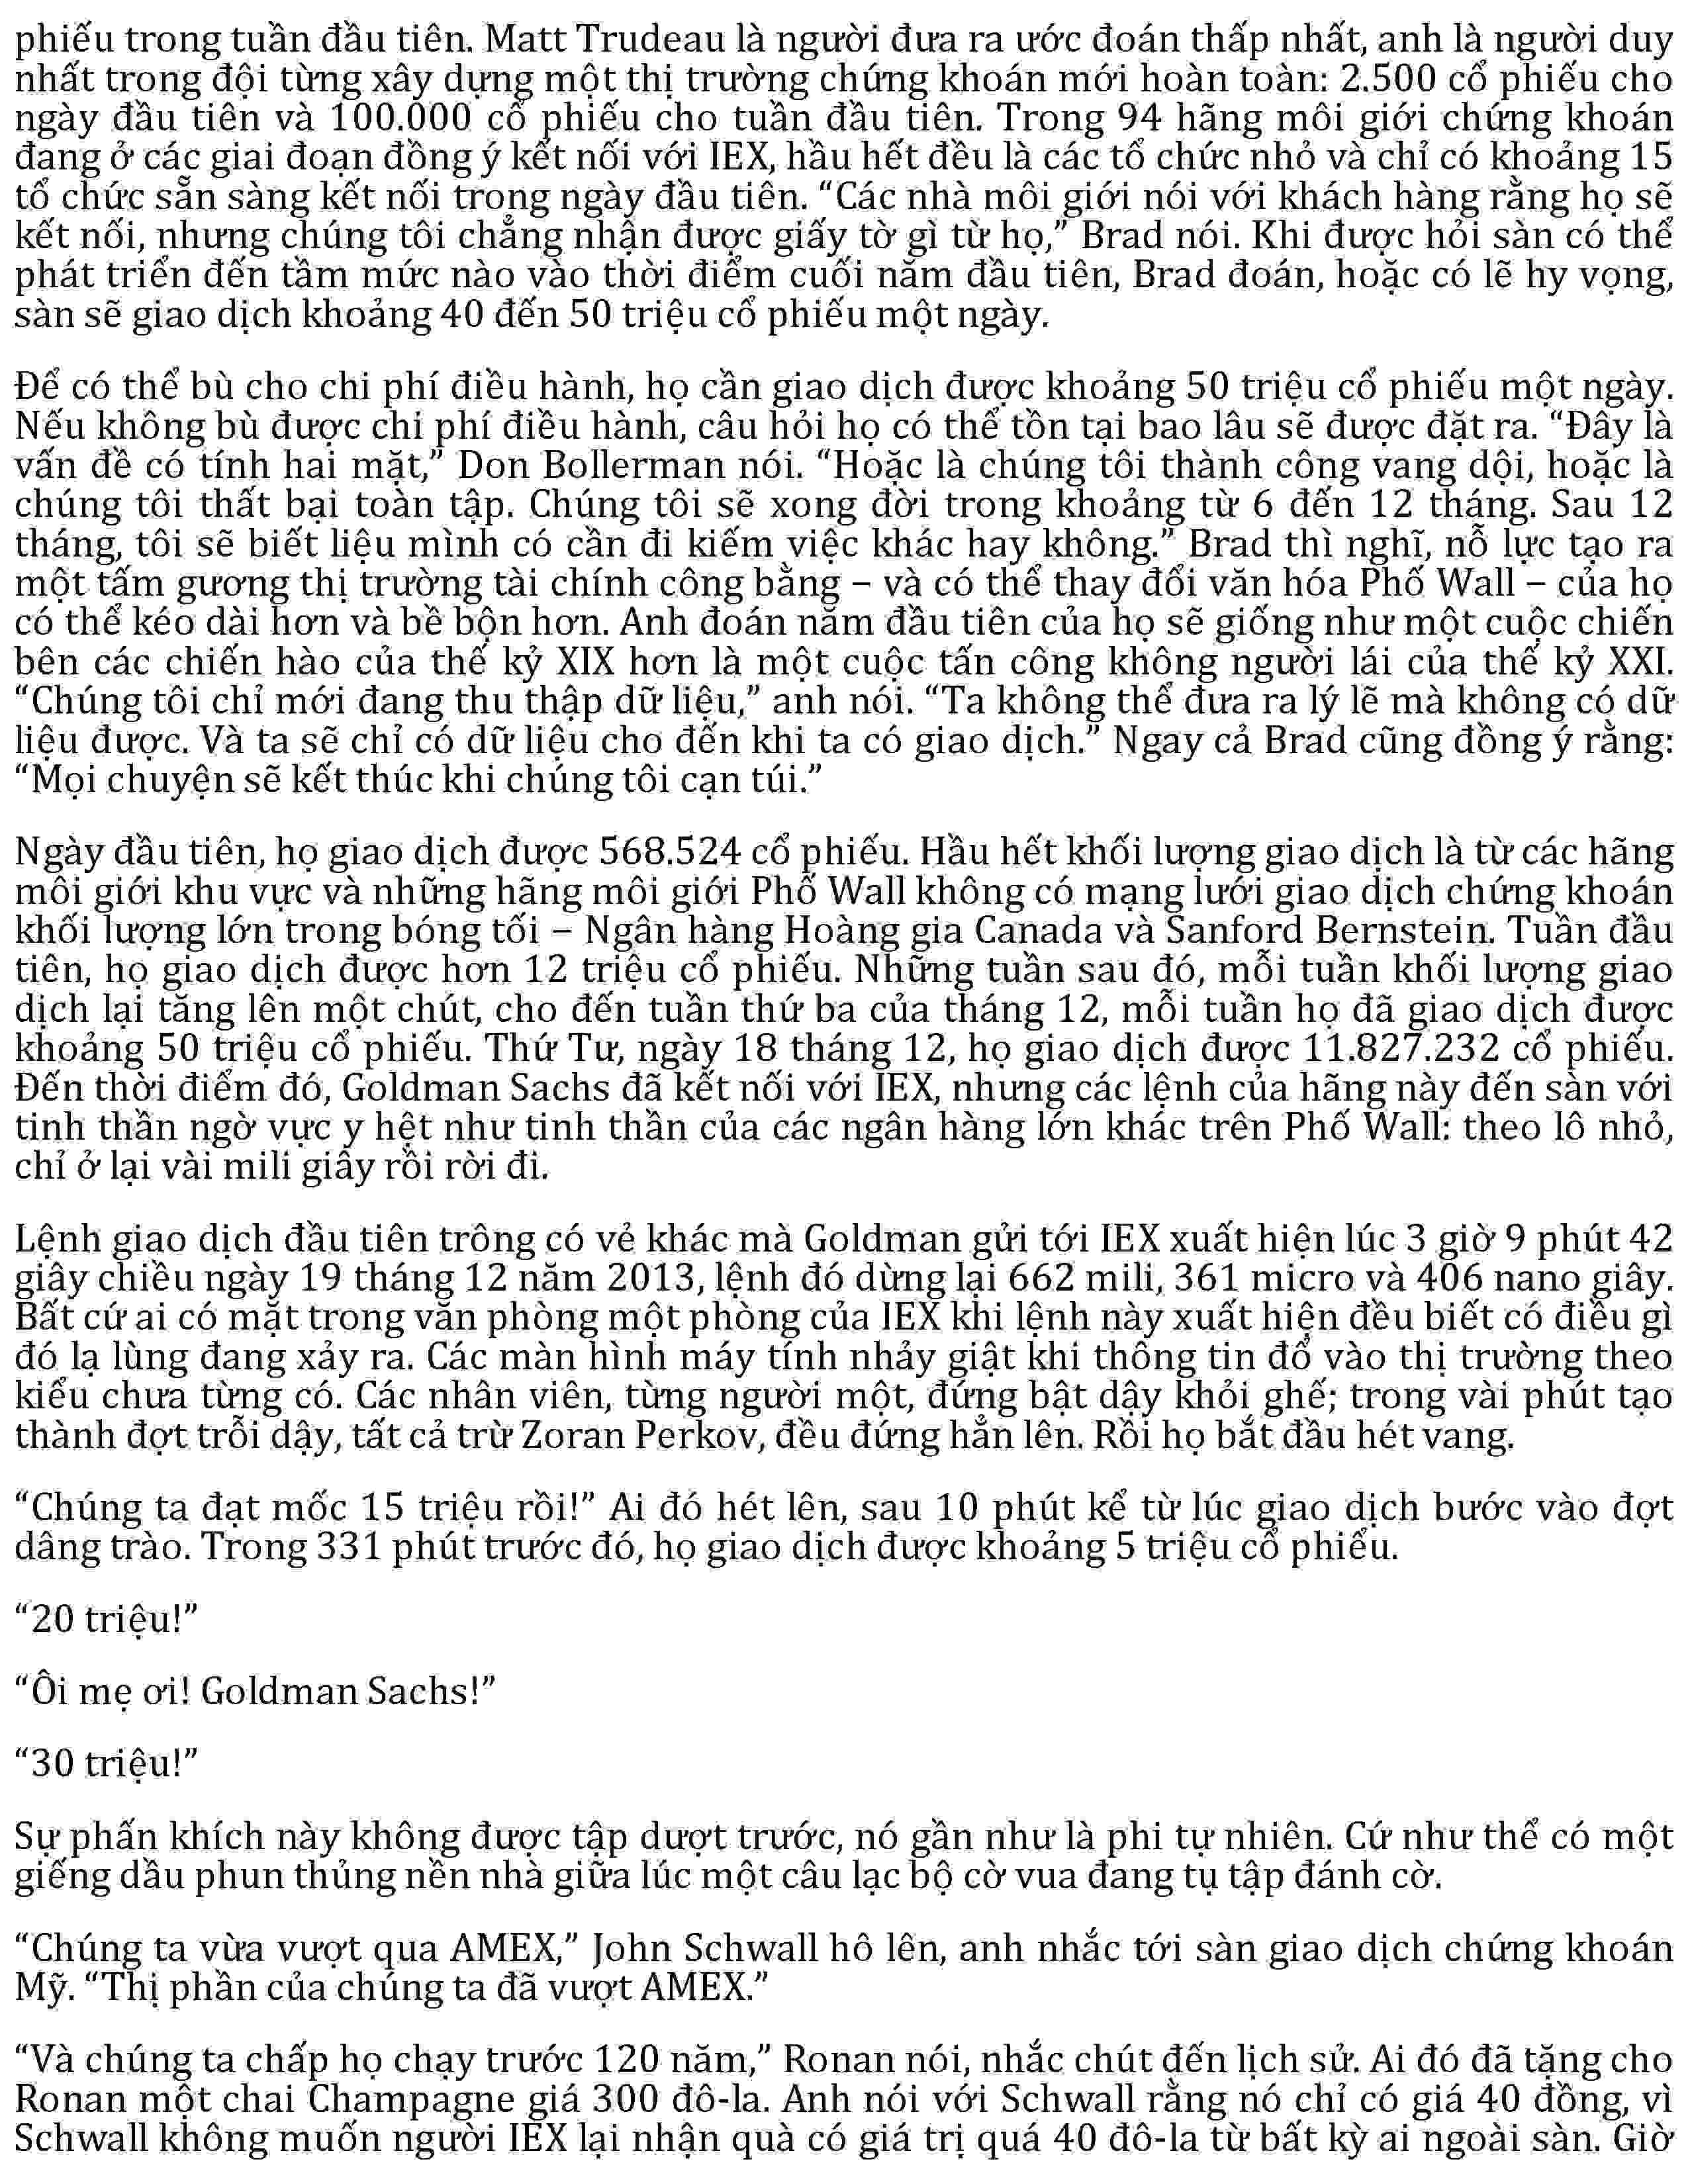 phiếu trong tuần đầu tiên. Matt Trudeau là người đưa ra ước đoán thấp nhất, anh là người duy
nhất trong đội từng xây dựng một thị trường chứng khoán mới hoàn toàn: 2.500 cổ phiếu cho
ngày đầu tiên và 100.000 cổ phiếu cho tuần đầu tiên. Trong 94 hãng môi giới chứng khoán
đang ở các giai đoạn đồng ý kết nối với IEX, hầu hết đều là các tổ chức nhỏ và chỉ có khoảng 15
tổ chức sẵn sàng kết nối trong ngày đầu tiên. “Các nhà môi giới nói với khách hàng rằng họ sẽ
kết nối, nhưng chúng tôi chẳng nhận được giấy tờ gì từ họ,” Brad nói. Khi được hỏi sàn có thể
phát triển đến tầm mức nào vào thời điểm cuối năm đầu tiên, Brad đoán, hoặc có lẽ hy vọng,
sàn sẽ giao dịch khoảng 40 đến 50 triệu cổ phiếu một ngày.
Để có thể bù cho chi phí điều hành, họ cần giao dịch được khoảng 50 triệu cổ phiếu một ngày.
Nếu không bù được chi phí điều hành, câu hỏi họ có thể tồn tại bao lâu sẽ được đặt ra. “Đây là
vấn đề có tính hai mặt,” Don Bollerman nói. “Hoặc là chúng tôi thành công vang dội, hoặc là
chúng tôi thất bại toàn tập. Chúng tôi sẽ xong đời trong khoảng từ 6 đến 12 tháng. Sau 12
tháng, tôi sẽ biết liệu mình có cần đi kiếm việc khác hay không.” Brad thì nghĩ, nỗ lực tạo ra
một tấm gương thị trường tài chính công bằng – và có thể thay đổi văn hóa Phố Wall – của họ
có thể kéo dài hơn và bề bộn hơn. Anh đoán năm đầu tiên của họ sẽ giống như một cuộc chiến
bên các chiến hào của thế kỷ XIX hơn là một cuộc tấn công không người lái của thế kỷ XXI.
“Chúng tôi chỉ mới đang thu thập dữ liệu,” anh nói. “Ta không thể đưa ra lý lẽ mà không có dữ
liệu được. Và ta sẽ chỉ có dữ liệu cho đến khi ta có giao dịch.” Ngay cả Brad cũng đồng ý rằng:
“Mọi chuyện sẽ kết thúc khi chúng tôi cạn túi.”
Ngày đầu tiên, họ giao dịch được 568.524 cổ phiếu. Hầu hết khối lượng giao dịch là từ các hãng
môi giới khu vực và những hãng môi giới Phố Wall không có mạng lưới giao dịch chứng khoán
khối lượng lớn trong bóng tối – Ngân hàng Hoàng gia Canada và Sanford Bernstein. Tuần đầu
tiên, họ giao dịch được hơn 12 triệu cổ phiếu. Những tuần sau đó, mỗi tuần khối lượng giao
dịch lại tăng lên một chút, cho đến tuần thứ ba của tháng 12, mỗi tuần họ đã giao dịch được
khoảng 50 triệu cổ phiếu. Thứ Tư, ngày 18 tháng 12, họ giao dịch được 11.827.232 cổ phiếu.
Đến thời điểm đó, Goldman Sachs đã kết nối với IEX, nhưng các lệnh của hãng này đến sàn với
tinh thần ngờ vực y hệt như tinh thần của các ngân hàng lớn khác trên Phố Wall: theo lô nhỏ,
chỉ ở lại vài mili giây rồi rời đi.
Lệnh giao dịch đầu tiên trông có vẻ khác mà Goldman gửi tới IEX xuất hiện lúc 3 giờ 9 phút 42
giây chiều ngày 19 tháng 12 năm 2013, lệnh đó dừng lại 662 mili, 361 micro và 406 nano giây.
Bất cứ ai có mặt trong văn phòng một phòng của IEX khi lệnh này xuất hiện đều biết có điều gì
đó lạ lùng đang xảy ra. Các màn hình máy tính nhảy giật khi thông tin đổ vào thị trường theo
kiểu chưa từng có. Các nhân viên, từng người một, đứng bật dậy khỏi ghế; trong vài phút tạo
thành đợt trỗi dậy, tất cả trừ Zoran Perkov, đều đứng hẳn lên. Rồi họ bắt đầu hét vang.
“Chúng ta đạt mốc 15 triệu rồi!” Ai đó hét lên, sau 10 phút kể từ lúc giao dịch bước vào đợt
dâng trào. Trong 331 phút trước đó, họ giao dịch được khoảng 5 triệu cổ phiếu.
“20 triệu!”
“Ôi mẹ ơi! Goldman Sachs!”
“30 triệu!”
Sự phấn khích này không được tập dượt trước, nó gần như là phi tự nhiên. Cứ như thể có một
giếng dầu phun thủng nền nhà giữa lúc một câu lạc bộ cờ vua đang tụ tập đánh cờ.
“Chúng ta vừa vượt qua AMEX,” John Schwall hô lên, anh nhắc tới sàn giao dịch chứng khoán
Mỹ. “Thị phần của chúng ta đã vượt AMEX.”
“Và chúng ta chấp họ chạy trước 120 năm,” Ronan nói, nhắc chút đến lịch sử. Ai đó đã tặng cho
Ronan một chai Champagne giá 300 đô-la. Anh nói với Schwall rằng nó chỉ có giá 40 đồng, vì
Schwall không muốn người IEX lại nhận quà có giá trị quá 40 đô-la từ bất kỳ ai ngoài sàn. Giờ